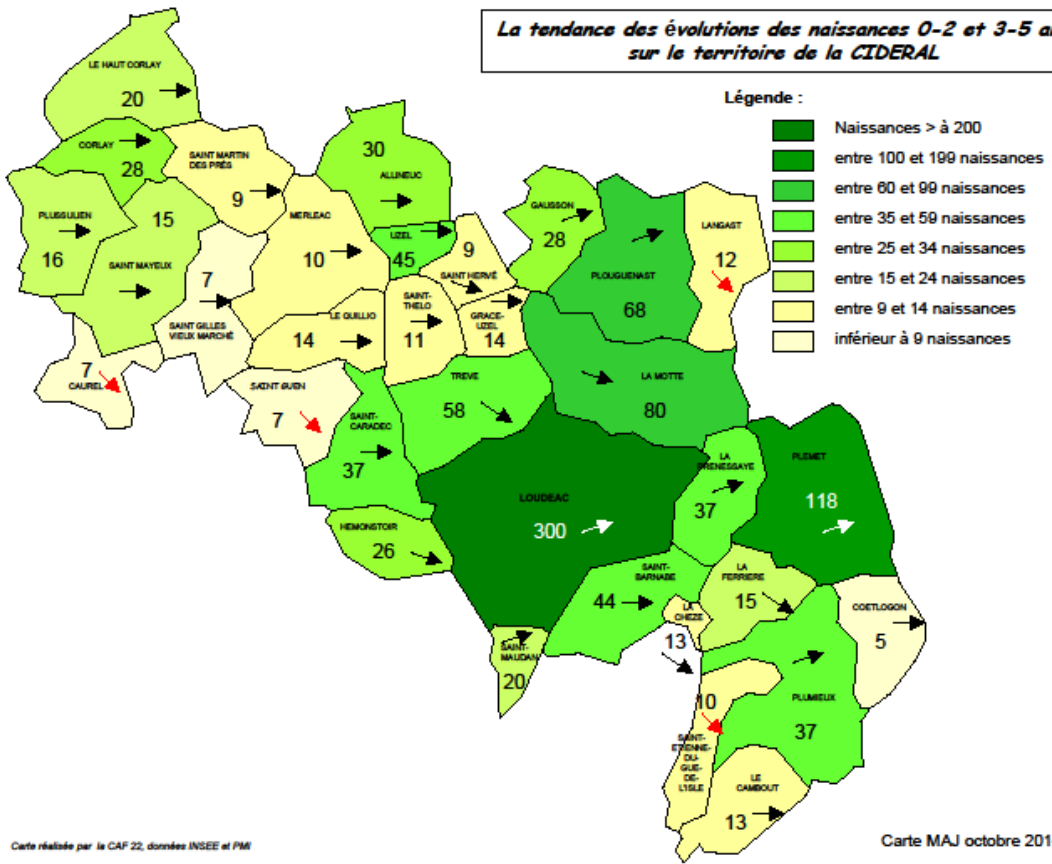 La tendance des évolutions des naissances 0-2 et 3-5 a
sur le territoire de la CIDERAL
Légende :
Naissances > à 200
entre 100 et 199 naissances
entre 60 et 99 naissances
entre 35 et 59 naissances
entre 25 et 34 naissances
entre 15 et 24 naissances
entre 9 et 14 naissances
inférieur à 9 naissances
LE HAUT CORLAY
20
CORLAY
28
SAINT MARTIN
DES PRÉS
9
30
ALLINEUC
PLUSSULIEN
16
15
SAINT MAYEUX
MERLEAC
10
UZEL
45
9
SAINT HERVÉ
GAUSSON
28
PLOUGUENAST
68
LANGAST
12
7
SAINT GILLES
VIEUX MARCHÉ
LE QUILLIO
14
SAINT-
THELO
11
GRACE-
UZEL
14
7
CAUREL
SAINT GUEN
7
SAINT-
CARADEC
37
TREVE
58
LA MOTTE
80
LOUDEAC
300
LA
PRENESSAYE
37
PLEMET
118
HEMONSTOIR
26
SAINT-
BARNABE
44
LA
FERRIERE
15
LA
CHEZE
13
COETLOGON
5
SAINT-
MAUDAN
20
10
SAINT-
ETIENNE-
DU-
GUE-
DE-
L'ISLE
PLUMIEUX
37
LE
CAMBOUT
13
Carte réalisée par la CAF 22, données INSEE et PMI
Carte MAJ octobre 201